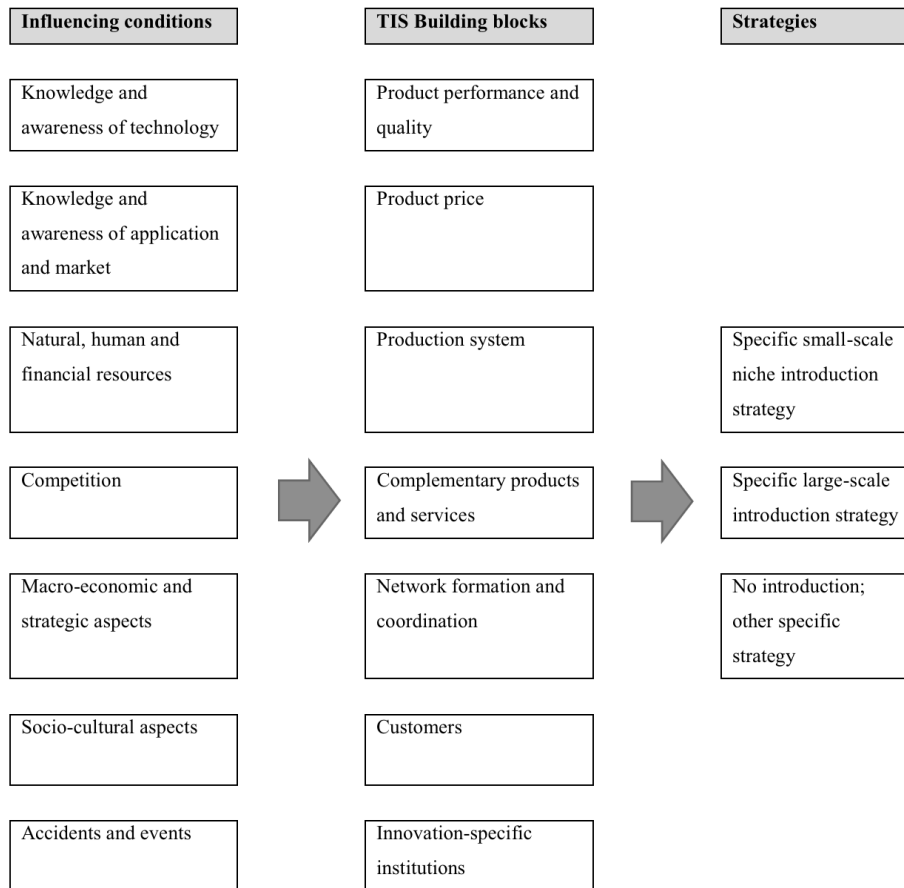 Influencing conditions
TIS Building blocks
Strategies
Knowledge and
awareness of technology
Product performance and
quality
Knowledge and
awareness of application
and market
Product price
Natural, human and
financial resources
Production system
Specific small-scale
niche introduction
strategy
Competition
Complementary products
and services
Specific large-scale
introduction strategy
Macro-economic and
strategic aspects
Network formation and
coordination
No introduction;
other specific
strategy
Socio-cultural aspects
Customers
Accidents and events
Innovation-specific
institutions